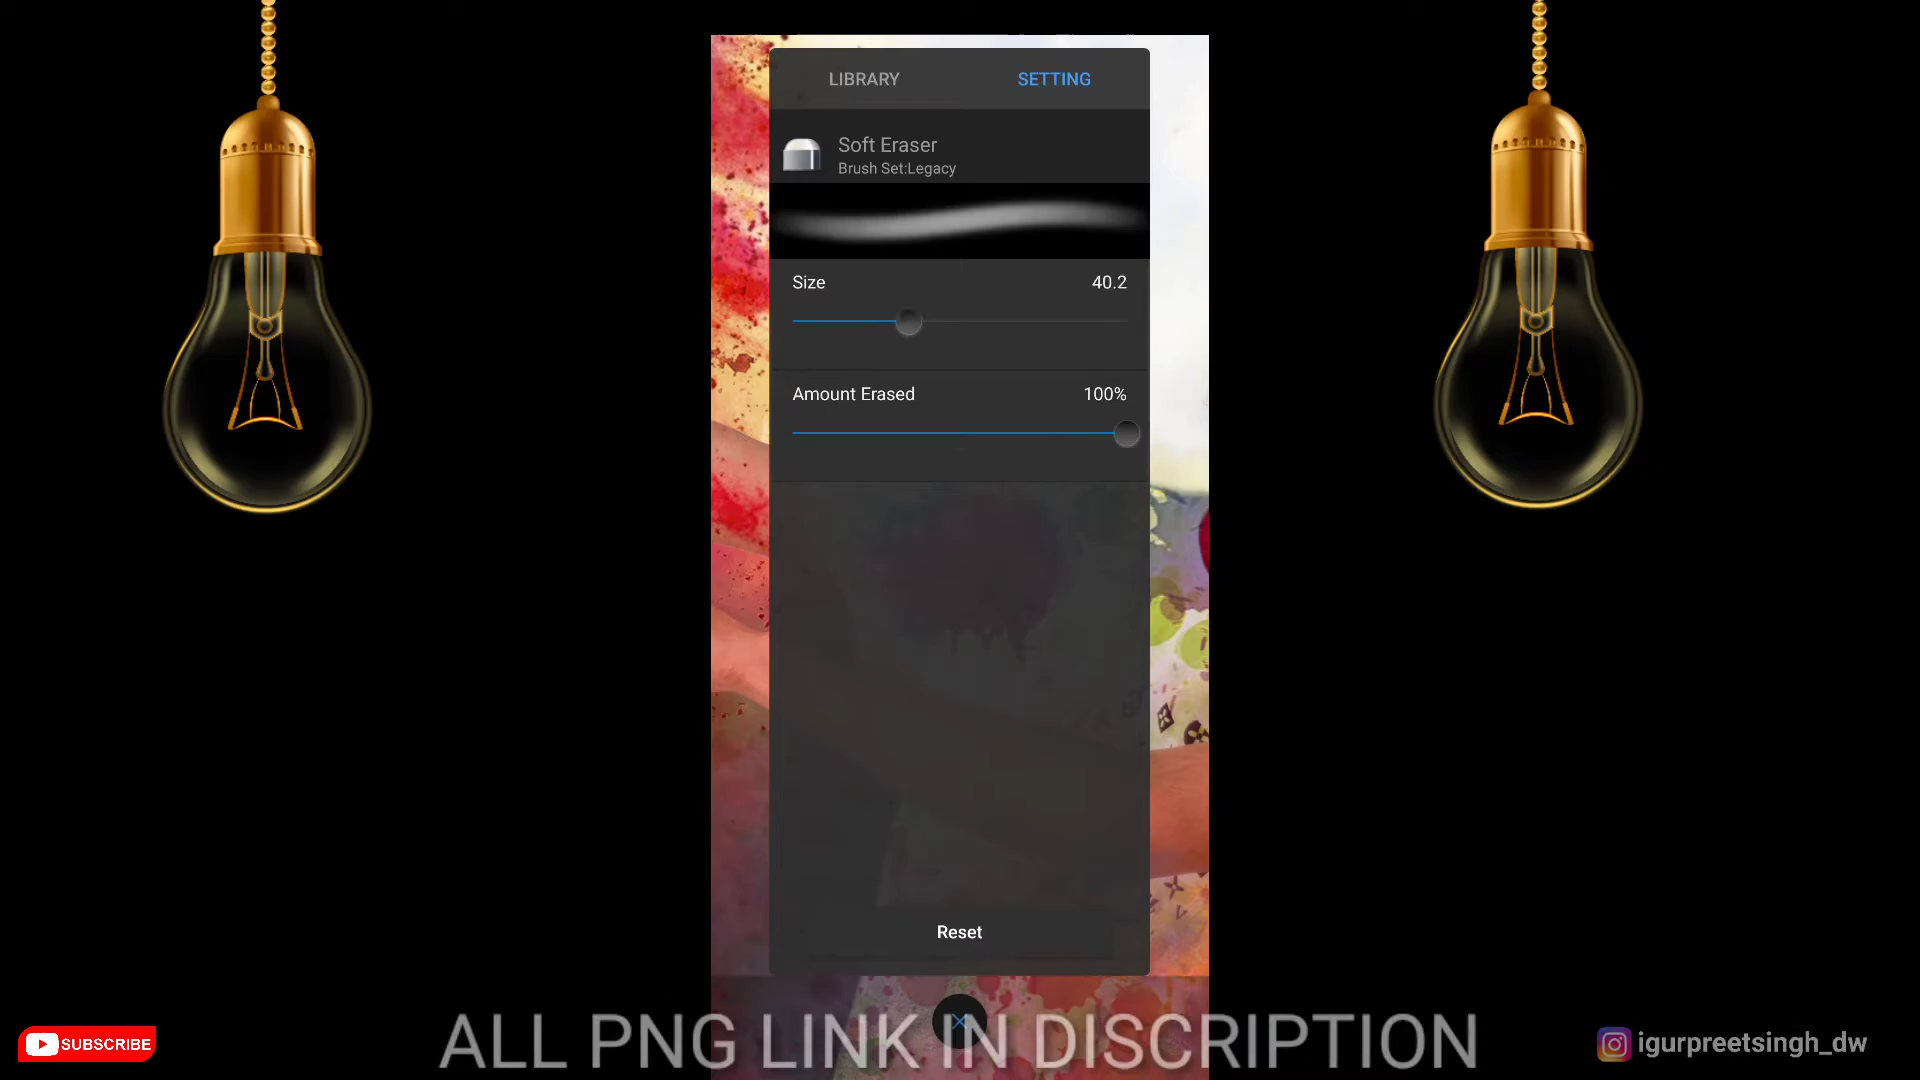 LIBRARY SETTING
Soft Eraser
Brush Set:Legacy
Size 40.2
Amount Erased 100%
Reset
ALL PNG LINK IN DISCRIPTION
SUBSCRIBE
igurpreetsingh_dw